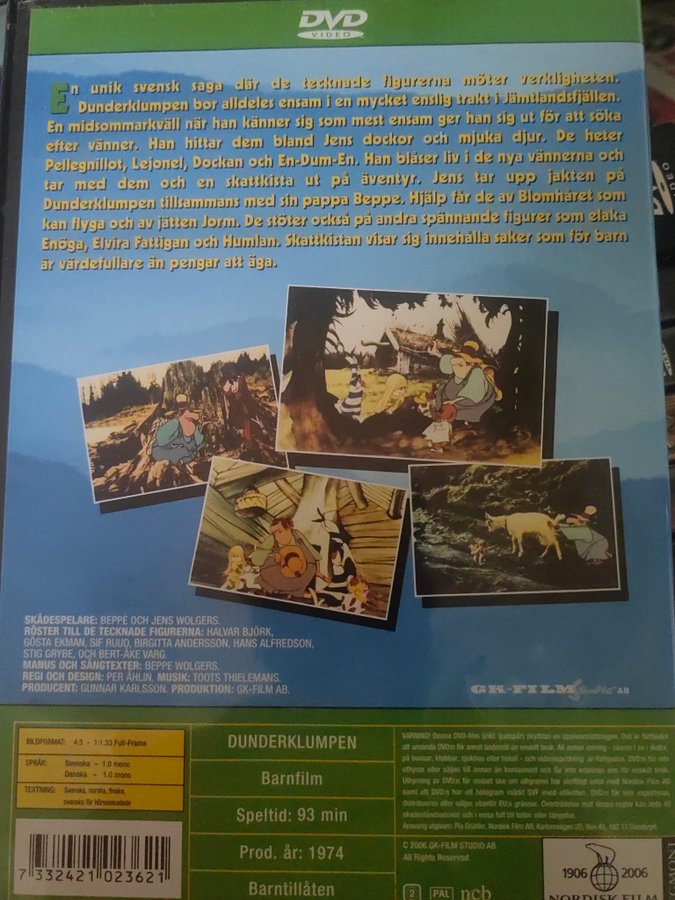 DVD
VIDEO
En unik svensk saga där de tecknade figurerna möter verkligheten.
Dunderklumpen bor alldeles ensam i en mycket enslig trakt i Jämtlandsfjällen.
En midsommarkväll när han känner sig som mest ensam ger han sig ut för att söka
efter vänner. Han hittar dem bland Jens dockor och mjuka djur. De heter
Pellegnillot, Lejonel, Dockan och En-Dum-En. Han blåser liv i de nya vännerna och
tar med dem och en skattkista ut på äventyr. Jens tar upp jakten på
Dunderklumpen tillsammans med sin pappa Beppe. Hjälp får de av Blomhåret som
kan flyga och av jätten Jorm. De stöter också på andra spännande figurer som elaka
Enöga, Elvira Fattigan och Humlan. Skattkistan visar sig innehålla saker som för barn
är värdefullare än pengar att äga.
SKÅDESPELARE: BEPPE OCH JENS WOLGERS.
RÖSTER TILL DE TECKNADE FIGURERNA: HALVAR BJÖRK,
GÖSTA EKMAN, SIF RUUD, BIRGITTA ANDERSSON, HANS ALFREDSON,
STIG GRYBE, OCH BERT-ÅKE VARG.
MANUS OCH SÅNGTEXTER: BEPPE WOLGERS.
REGI OCH DESIGN: PER ÅHLIN. MUSIK: TOOTS THIELEMANS.
PRODUCENT: GUNNAR KARLSSON. PRODUKTION: GK-FILM AB.
GK-FILM Studio AB
BILDFORMAT: 4:3 - 1:1.33 Full-Frame
SPRÅK: Svenska - 1.0 mono
Danska - 1.0 mono
TEXTNING: Svenska, norska, finska,
svenska för hörselskadade
7 332421 023621
DUNDERKLUMPEN
Barnfilm
Speltid: 93 min
Prod. år: 1974
Barntillåten
© 2006 GK-FILM STUDIO AB.
All Rights Reserved
2 PAL ncb
1906 2006
NORDISK FILM
EGMONT